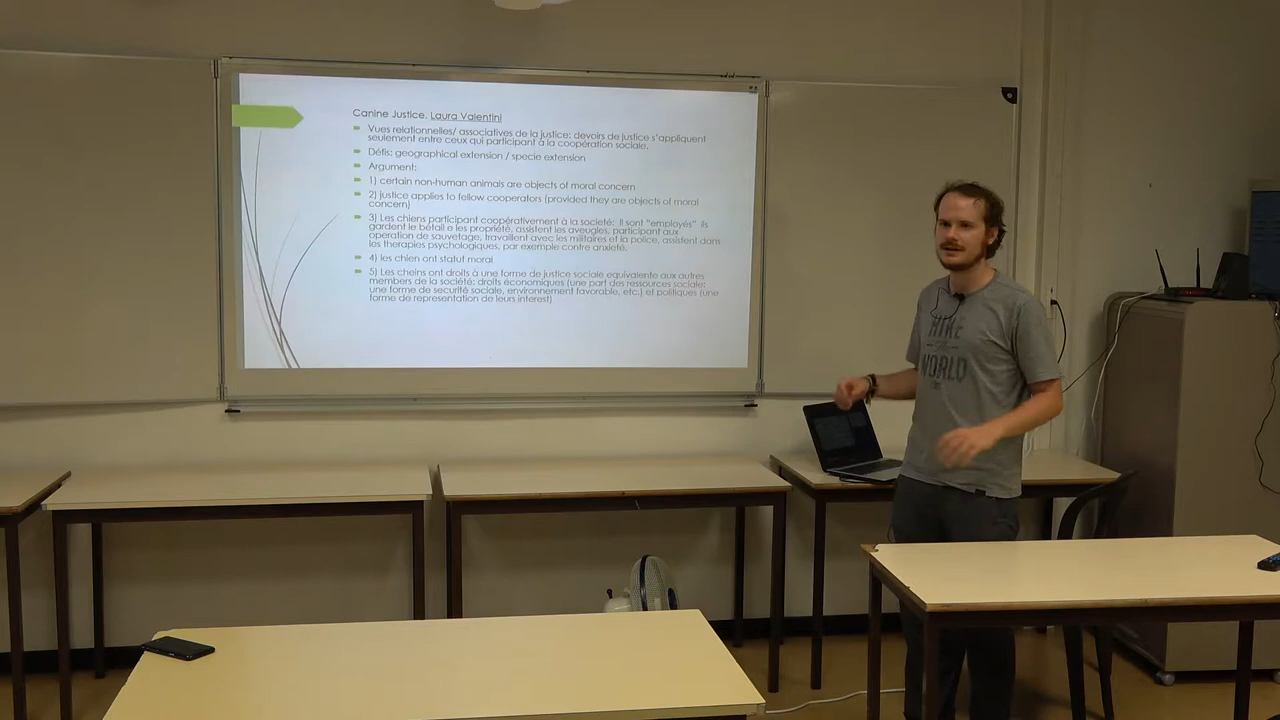 Canine Justice. Laura Valentini
Vues relationnelles/ associatives de la justice: devoirs de justice s'appliquent
seulement entre ceux qui participant à la coopération sociale.
Défis: geographical extension / specie extension
Argument:
1) certain non-human animals are objects of moral concern
2) justice applies to fellow cooperators (provided they are objects of moral
concern)
3) Les chiens participant coopérativement à la societé: il sont "employés" ils
gardent le bétail e les propriété, assistent les aveugles, participant aux
operation de sauvetage, travaillent avec les militaires et la police, assistent dans
les therapies psychologiques, par exemple contre anxieté.
4) les chien ont statut moral
5) Les cheins ont droits à une forme de justice sociale equivalente aux autres
members de la société: droits économiques (une part des ressources sociale;
une forme de securité sociale, environnement favorable, etc.) et politiques (une
forme de representation de leurs interest)
HIKE
the
WORLD